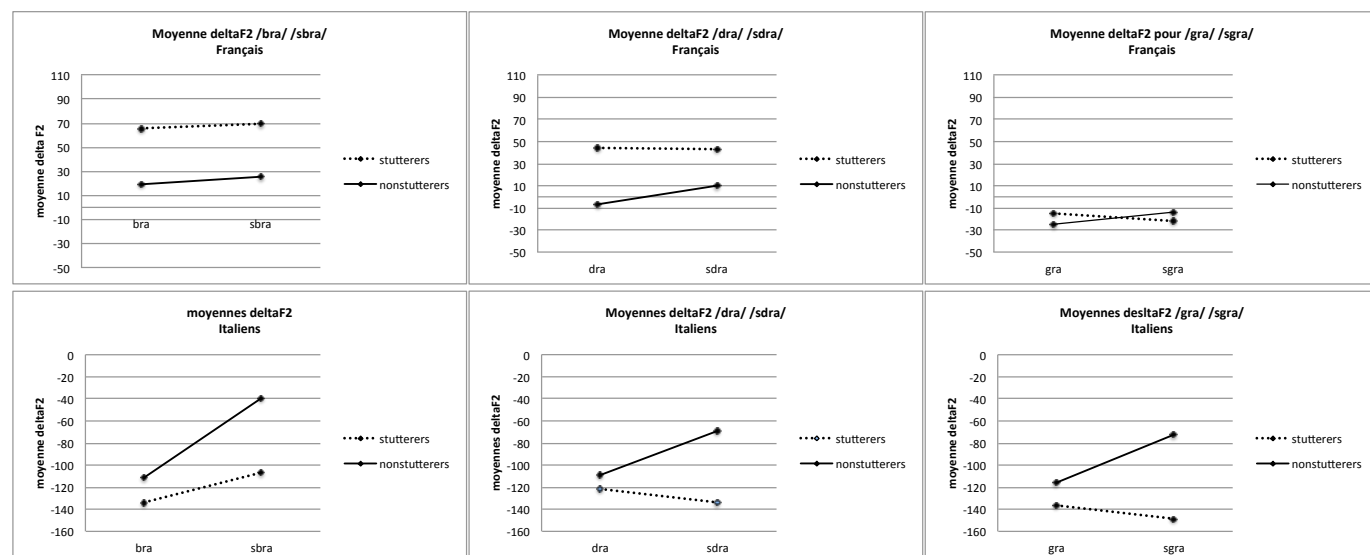 Moyenne deltaF2 /bra/ /sbra/
Français
moyenne delta F2
110
90
70
50
30
10
-10
-30
-50
bra
sbra
stutterers
nonstutterers
Moyenne deltaF2 /dra/ /sdra/
Français
moyenne deltaF2
110
90
70
50
30
10
-10
-30
-50
dra
sdra
stutterers
nonstutterers
Moyenne deltaF2 pour /gra/ /sgra/
Français
moyenne deltaF2
110
90
70
50
30
10
-10
-30
-50
gra
sgra
stutterers
nonstutterers
moyennes deltaF2
Italiens
moyenne deltaF2
0
-20
-40
-60
-80
-100
-120
-140
-160
bra
sbra
stutterers
nonstutterers
Moyennes deltaF2 /dra/ /sdra/
Italiens
moyennes deltaF2
0
-20
-40
-60
-80
-100
-120
-140
-160
dra
sdra
stutterers
nonstutterers
Moyennes desltaF2 /gra/ /sgra/
Italiens
moyenne deltaF2
0
-20
-40
-60
-80
-100
-120
-140
-160
gra
sgra
stutterers
nonstutterers